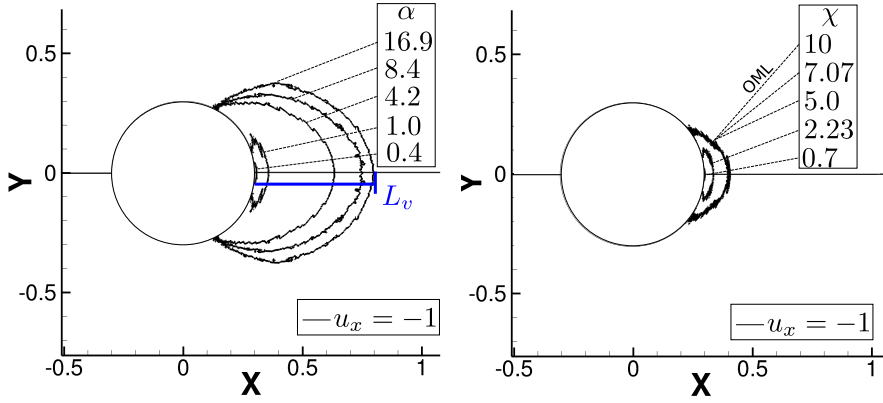 α
16.9
8.4
4.2
1.0
0.4
0.5
0
-0.5
Y
L_v
— u_x = −1
-0.5 0 0.5 1
X
χ
10
7.07
5.0
2.23
0.7
OML
0.5
0
-0.5
Y
— u_x = −1
-0.5 0 0.5 1
X